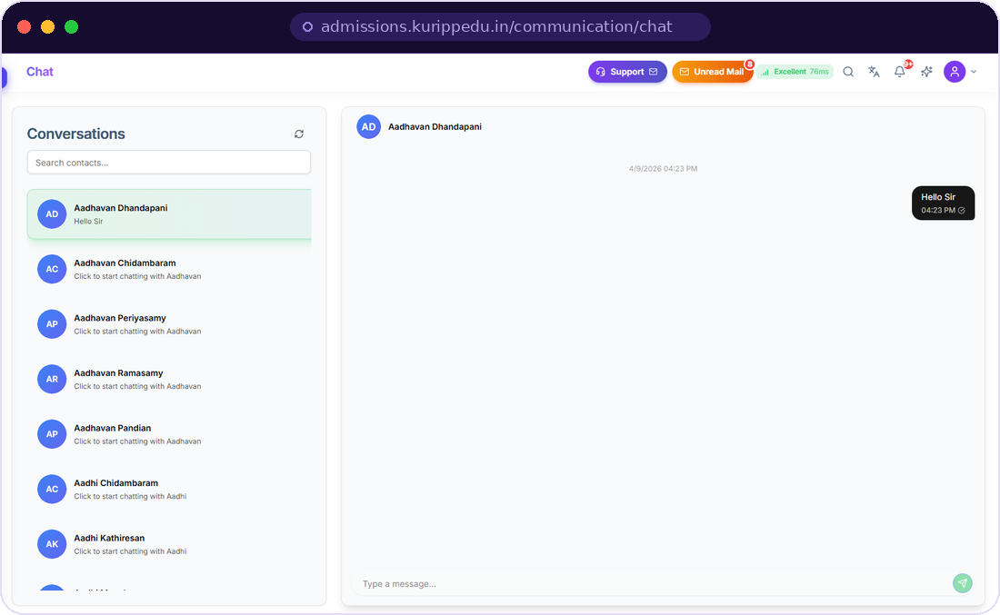 admissions.kurippedu.in/communication/chat
Chat
Support
Unread Mail
8
Excellent 76ms
9+
Conversations
Search contacts...
AD
Aadhavan Dhandapani
Hello Sir
AC
Aadhavan Chidambaram
Click to start chatting with Aadhavan
AP
Aadhavan Periyasamy
Click to start chatting with Aadhavan
AR
Aadhavan Ramasamy
Click to start chatting with Aadhavan
AP
Aadhavan Pandian
Click to start chatting with Aadhavan
AC
Aadhi Chidambaram
Click to start chatting with Aadhi
AK
Aadhi Kathiresan
Click to start chatting with Aadhi
AD
Aadhavan Dhandapani
4/9/2026 04:23 PM
Hello Sir
04:23 PM
Type a message...